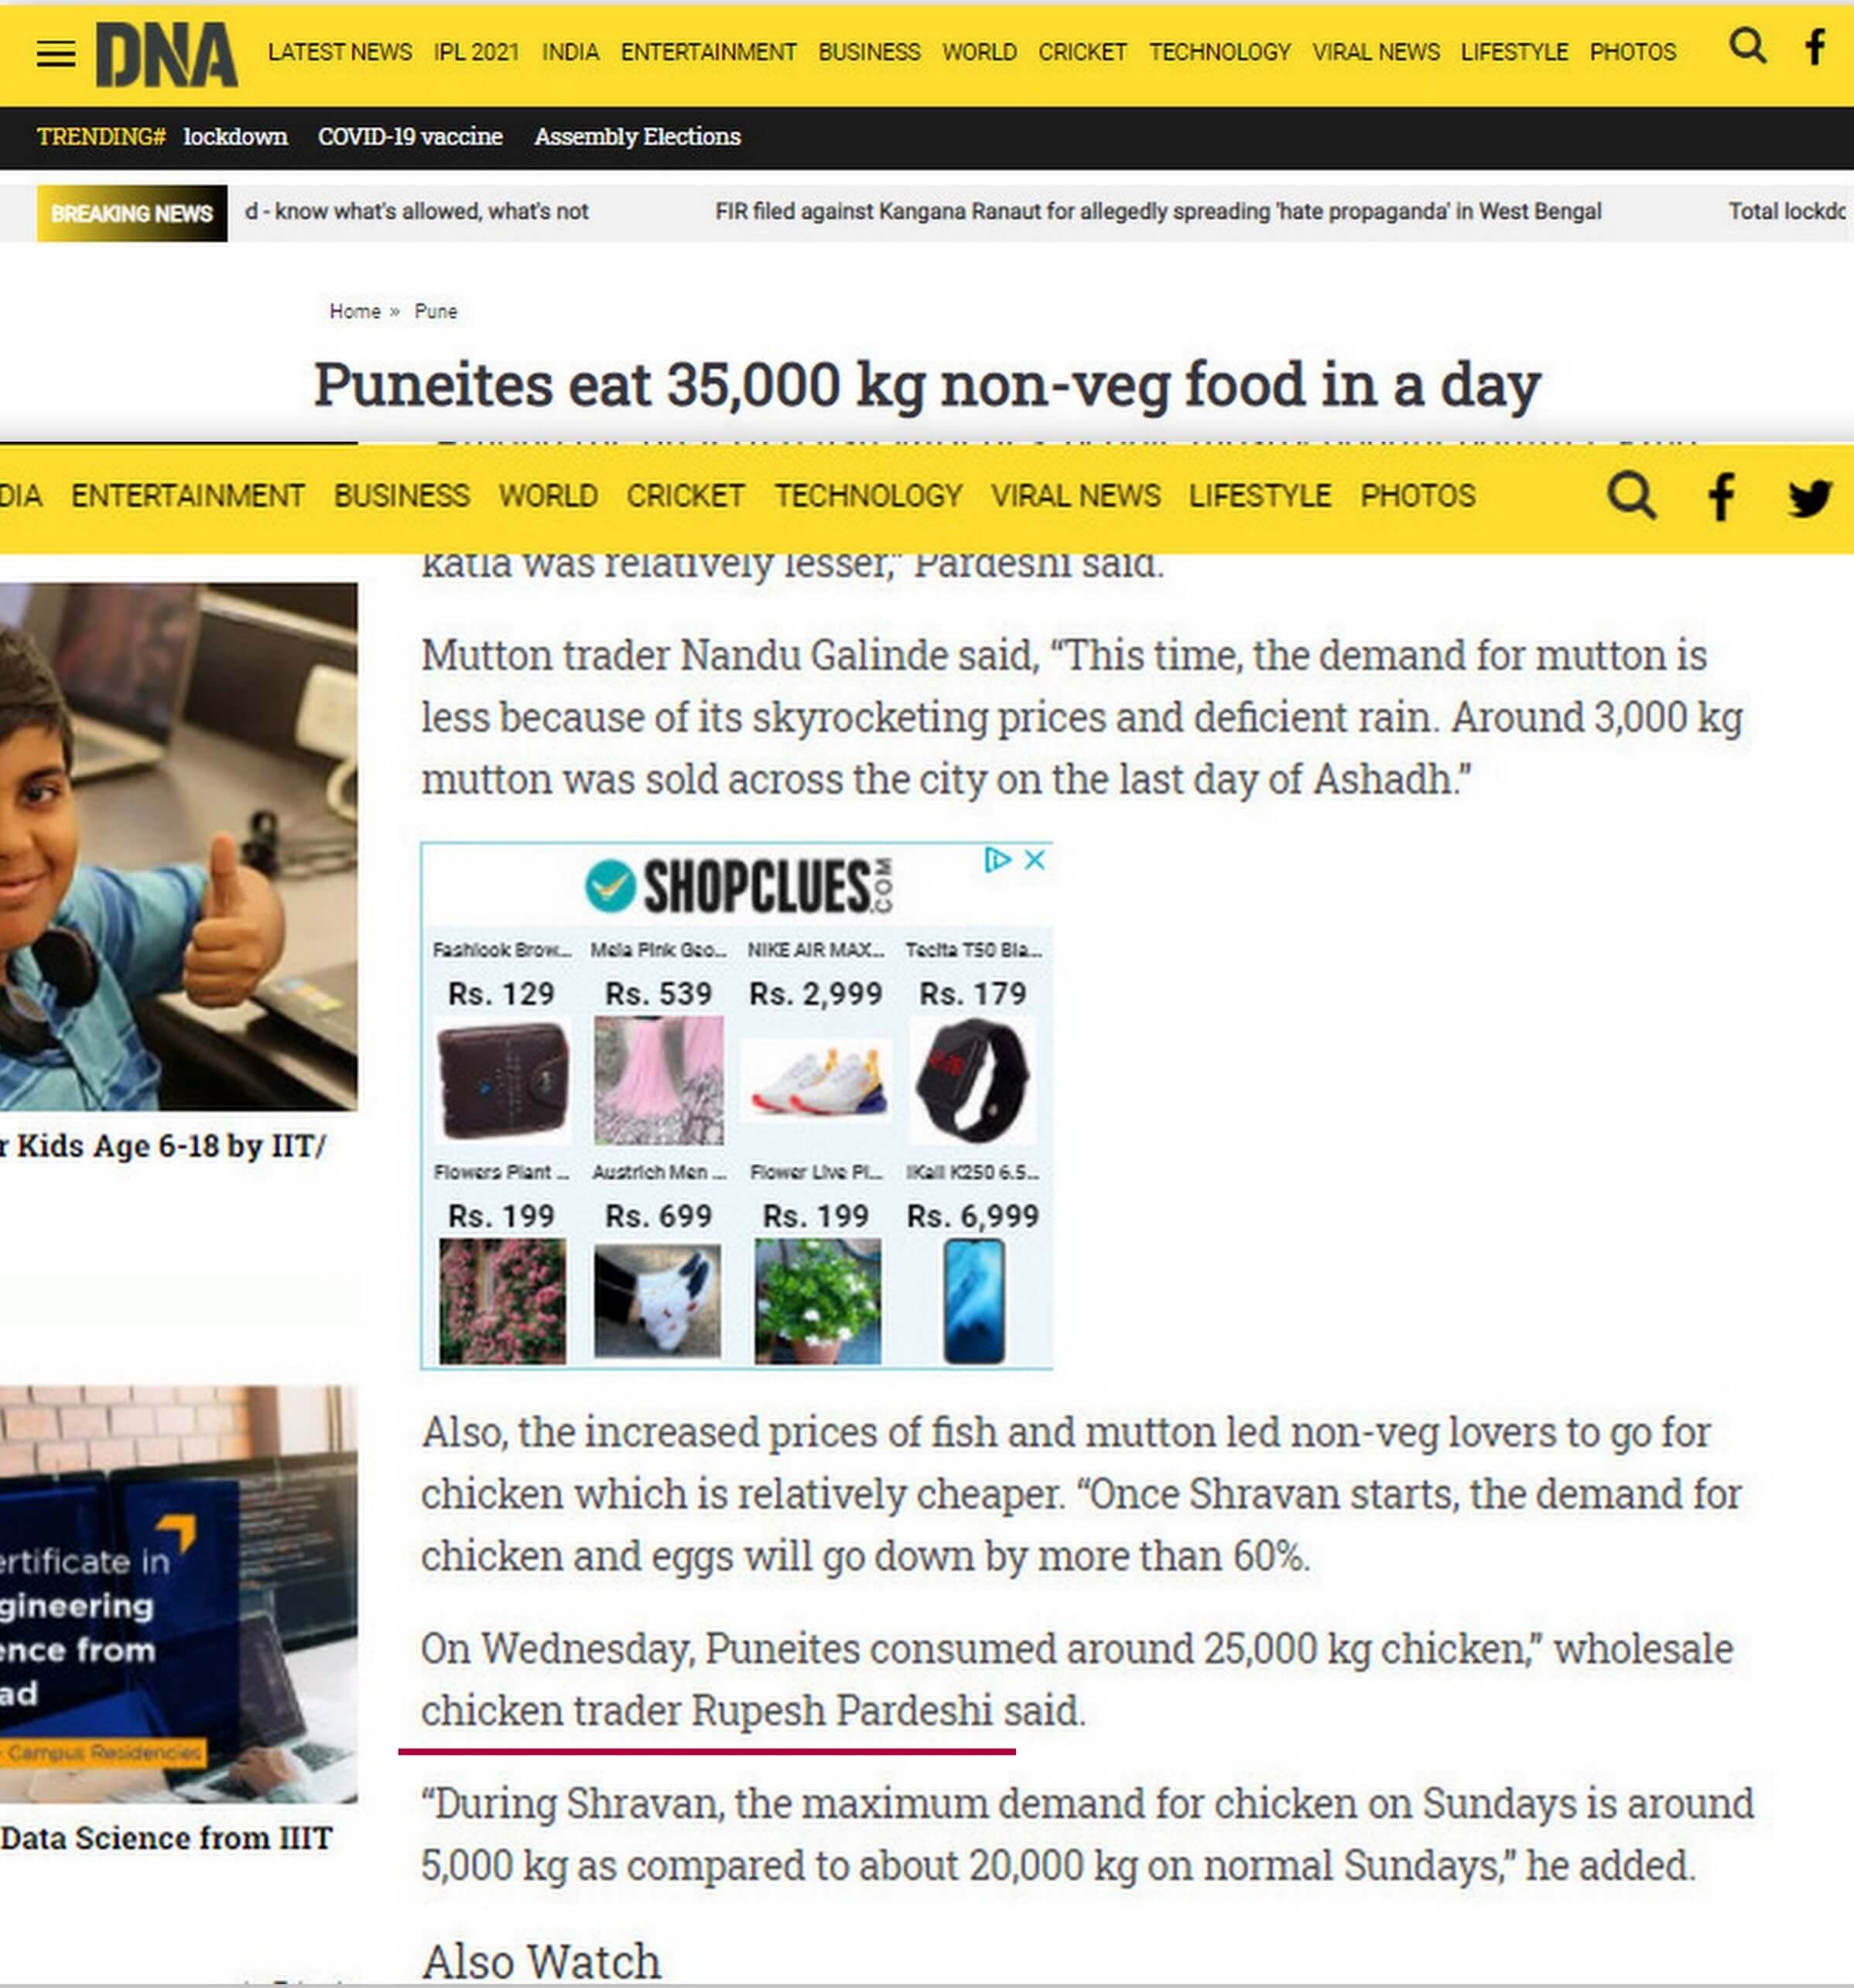 DNA LATEST NEWS IPL 2021 INDIA ENTERTAINMENT BUSINESS WORLD CRICKET TECHNOLOGY VIRAL NEWS LIFESTYLE PHOTOS
TRENDING# lockdown COVID-19 vaccine Assembly Elections
BREAKING NEWS d - know what's allowed, what's not FIR filed against Kangana Ranaut for allegedly spreading 'hate propaganda' in West Bengal Total lockdo
Home » Pune
Puneites eat 35,000 kg non-veg food in a day
DIA ENTERTAINMENT BUSINESS WORLD CRICKET TECHNOLOGY VIRAL NEWS LIFESTYLE PHOTOS
katla was relatively lesser,” Pardeshi said.
Mutton trader Nandu Galinde said, “This time, the demand for mutton is
less because of its skyrocketing prices and deficient rain. Around 3,000 kg
mutton was sold across the city on the last day of Ashadh.”
SHOPCLUES.COM
Fashlook Brow... Mela Pink Geo... NIKE AIR MAX... Tecita T50 Bla...
Rs. 129 Rs. 539 Rs. 2,999 Rs. 179
Flowers Plant ... Austrich Men ... Flower Live Pl... IKall K250 6.5...
Rs. 199 Rs. 699 Rs. 199 Rs. 6,999
r Kids Age 6-18 by IIT/
Also, the increased prices of fish and mutton led non-veg lovers to go for
chicken which is relatively cheaper. “Once Shravan starts, the demand for
chicken and eggs will go down by more than 60%.
On Wednesday, Puneites consumed around 25,000 kg chicken,” wholesale
chicken trader Rupesh Pardeshi said.
“During Shravan, the maximum demand for chicken on Sundays is around
5,000 kg as compared to about 20,000 kg on normal Sundays,” he added.
Also Watch
ertificate in
gineering
ence from
ad
Campus Residencies
Data Science from IIIT